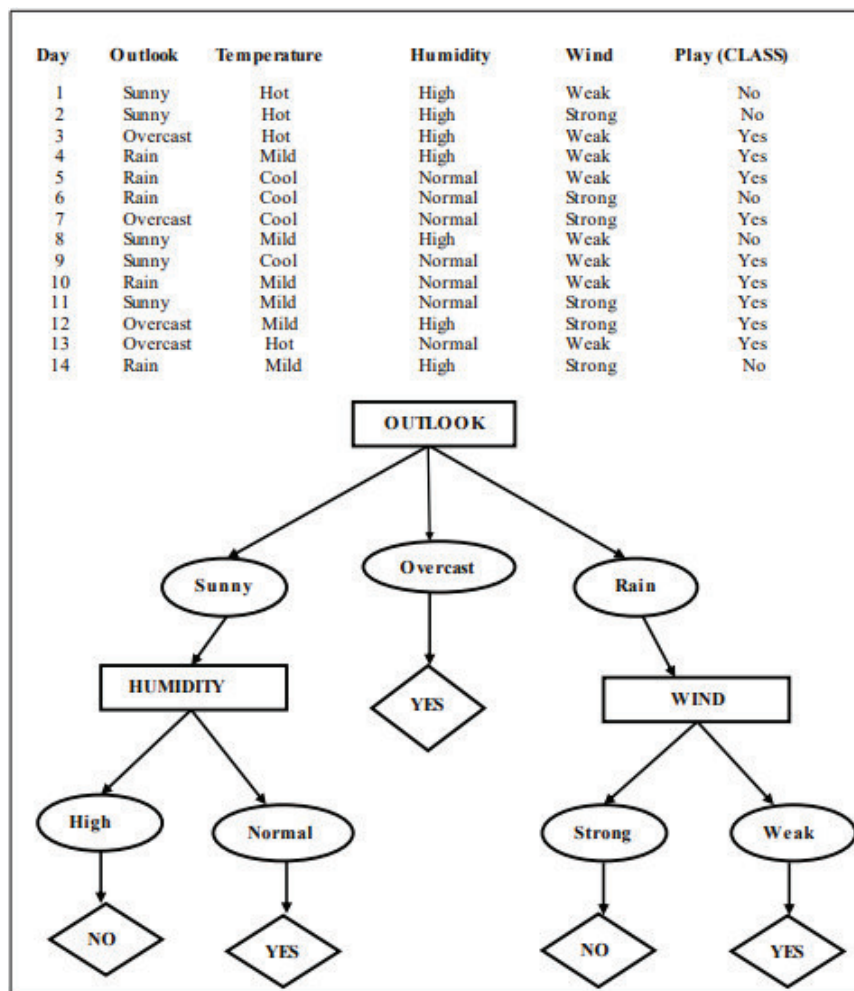 Day Outlook Temperature Humidity Wind Play (CLASS)
1 Sunny Hot High Weak No
2 Sunny Hot High Strong No
3 Overcast Hot High Weak Yes
4 Rain Mild High Weak Yes
5 Rain Cool Normal Weak Yes
6 Rain Cool Normal Strong No
7 Overcast Cool Normal Strong Yes
8 Sunny Mild High Weak No
9 Sunny Cool Normal Weak Yes
10 Rain Mild Normal Weak Yes
11 Sunny Mild Normal Strong Yes
12 Overcast Mild High Strong Yes
13 Overcast Hot Normal Weak Yes
14 Rain Mild High Strong No
OUTLOOK
Sunny Overcast Rain
HUMIDITY YES WIND
High Normal Strong Weak
NO YES NO YES